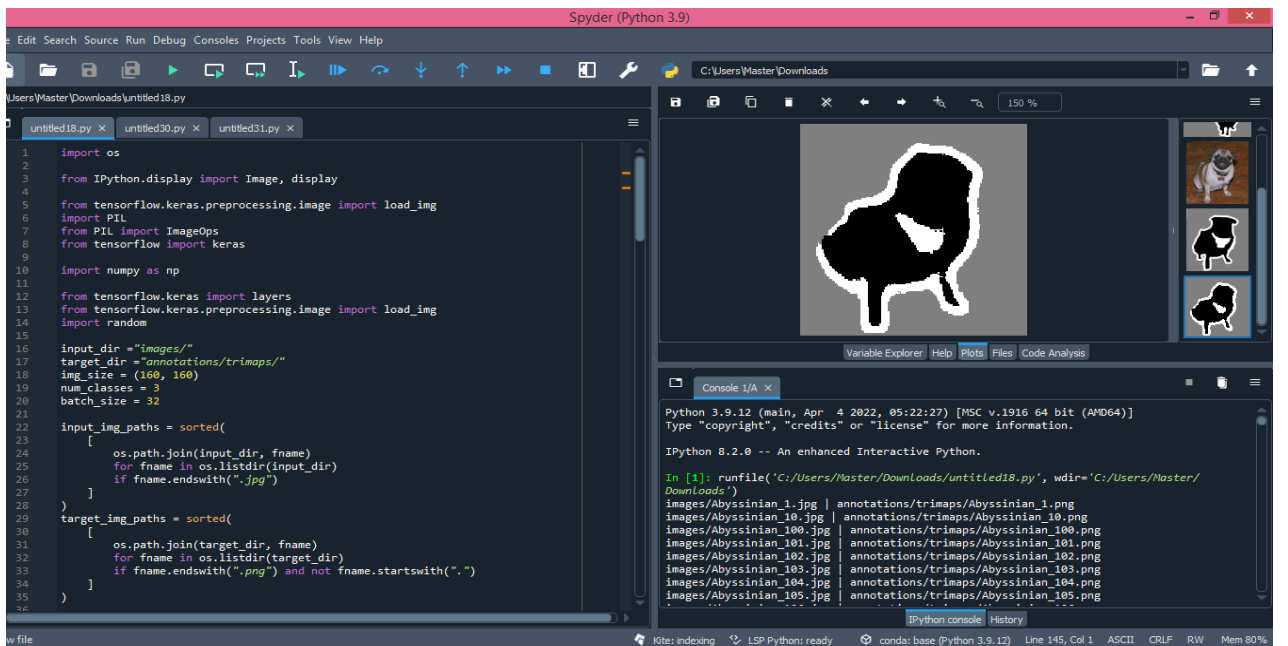 Spyder (Python 3.9)
Edit Search Source Run Debug Consoles Projects Tools View Help
C:\Users\Master\Downloads
\Users\Master\Downloads\untitled18.py
untitled18.py untitled30.py untitled31.py
1 import os
2
3 from IPython.display import Image, display
4
5 from tensorflow.keras.preprocessing.image import load_img
6 import PIL
7 from PIL import ImageOps
8 from tensorflow import keras
9
10 import numpy as np
11
12 from tensorflow.keras import layers
13 from tensorflow.keras.preprocessing.image import load_img
14 import random
15
16 input_dir ="images/"
17 target_dir ="annotations/trimaps/"
18 img_size = (160, 160)
19 num_classes = 3
20 batch_size = 32
21
22 input_img_paths = sorted(
23 [
24 os.path.join(input_dir, fname)
25 for fname in os.listdir(input_dir)
26 if fname.endswith(".jpg")
27 ]
28 )
29 target_img_paths = sorted(
30 [
31 os.path.join(target_dir, fname)
32 for fname in os.listdir(target_dir)
33 if fname.endswith(".png") and not fname.startswith(".")
34 ]
35 )
36
150 %
Variable Explorer Help Plots Files Code Analysis
Console 1/A
Python 3.9.12 (main, Apr 4 2022, 05:22:27) [MSC v.1916 64 bit (AMD64)]
Type "copyright", "credits" or "license" for more information.
IPython 8.2.0 -- An enhanced Interactive Python.
In [1]: runfile('C:/Users/Master/Downloads/untitled18.py', wdir='C:/Users/Master/
Downloads')
images/Abyssinian_1.jpg | annotations/trimaps/Abyssinian_1.png
images/Abyssinian_10.jpg | annotations/trimaps/Abyssinian_10.png
images/Abyssinian_100.jpg | annotations/trimaps/Abyssinian_100.png
images/Abyssinian_101.jpg | annotations/trimaps/Abyssinian_101.png
images/Abyssinian_102.jpg | annotations/trimaps/Abyssinian_102.png
images/Abyssinian_103.jpg | annotations/trimaps/Abyssinian_103.png
images/Abyssinian_104.jpg | annotations/trimaps/Abyssinian_104.png
images/Abyssinian_105.jpg | annotations/trimaps/Abyssinian_105.png
IPython console History
w file Kite: indexing LSP Python: ready conda: base (Python 3.9.12) Line 145, Col 1 ASCII CRLF RW Mem 80%